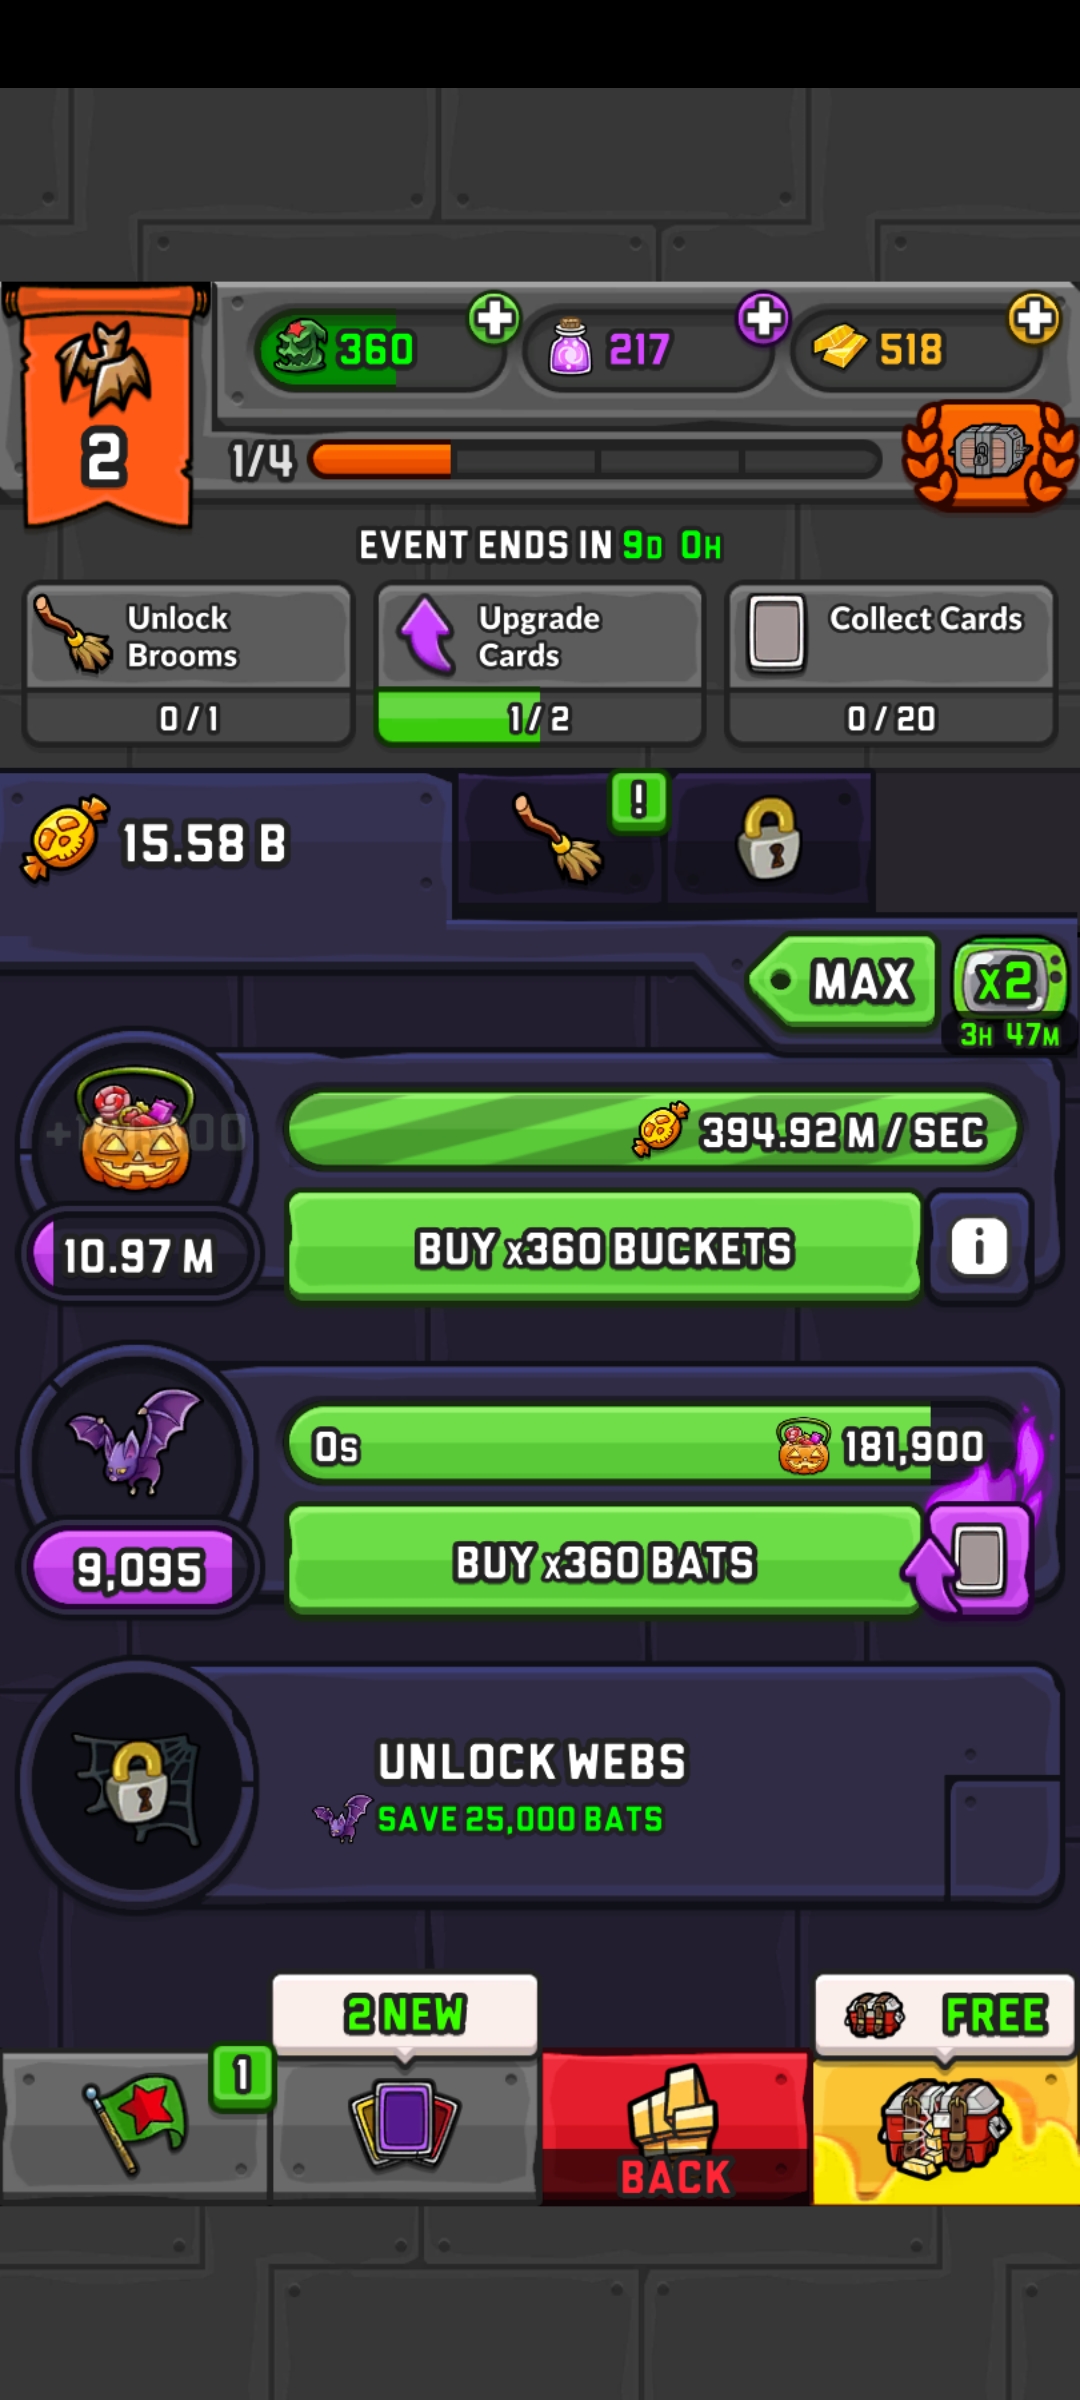 360
217
518
2
1/4
EVENT ENDS IN 9D 0H
Unlock Brooms
0/1
Upgrade Cards
1/2
Collect Cards
0/20
15.58 B
!
MAX
x2
3H 47M
394.92 M / SEC
10.97 M
BUY x360 BUCKETS
i
0s
181,900
9,095
BUY x360 BATS
UNLOCK WEBS
SAVE 25,000 BATS
2 NEW
FREE
1
BACK